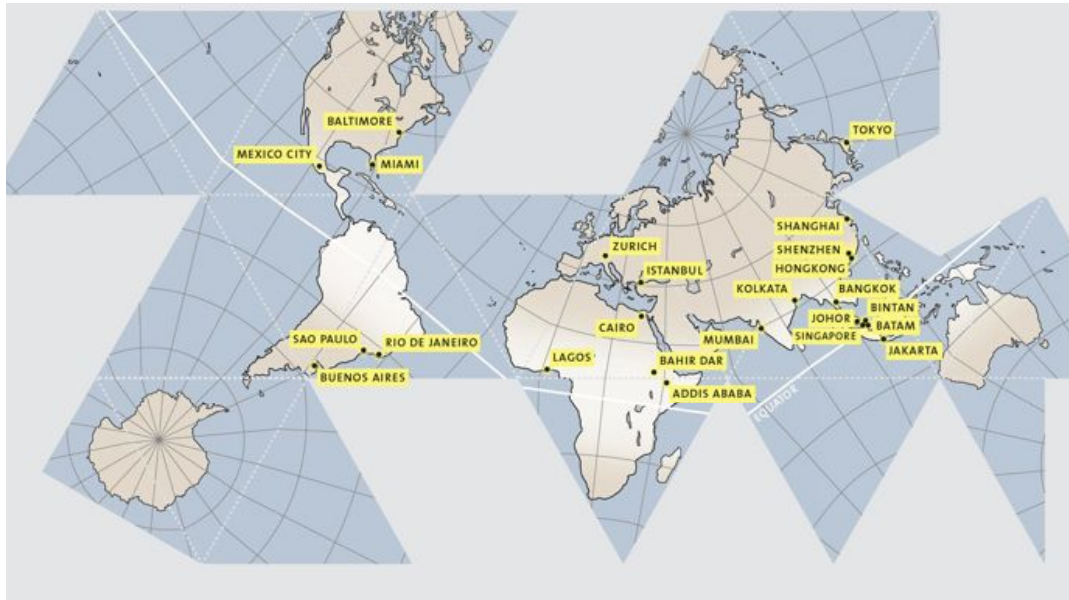 BALTIMORE
TOKYO
MEXICO CITY
MIAMI
SHANGHAI
ZURICH
SHENZHEN
ISTANBUL
HONGKONG
KOLKATA
BANGKOK
BINTAN
CAIRO
JOHOR
BATAM
MUMBAI
SINGAPORE
SAO PAULO
RIO DE JANEIRO
JAKARTA
LAGOS
BAHIR DAR
BUENOS AIRES
ADDIS ABABA
EQUATOR